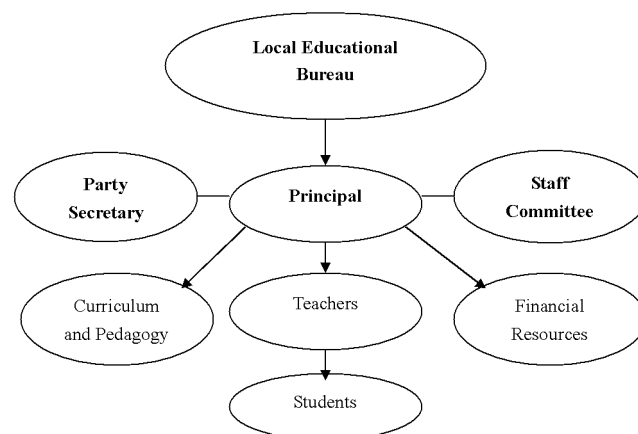 Local Educational
Bureau
Party
Secretary
Principal
Staff
Committee
Curriculum
and Pedagogy
Teachers
Financial
Resources
Students